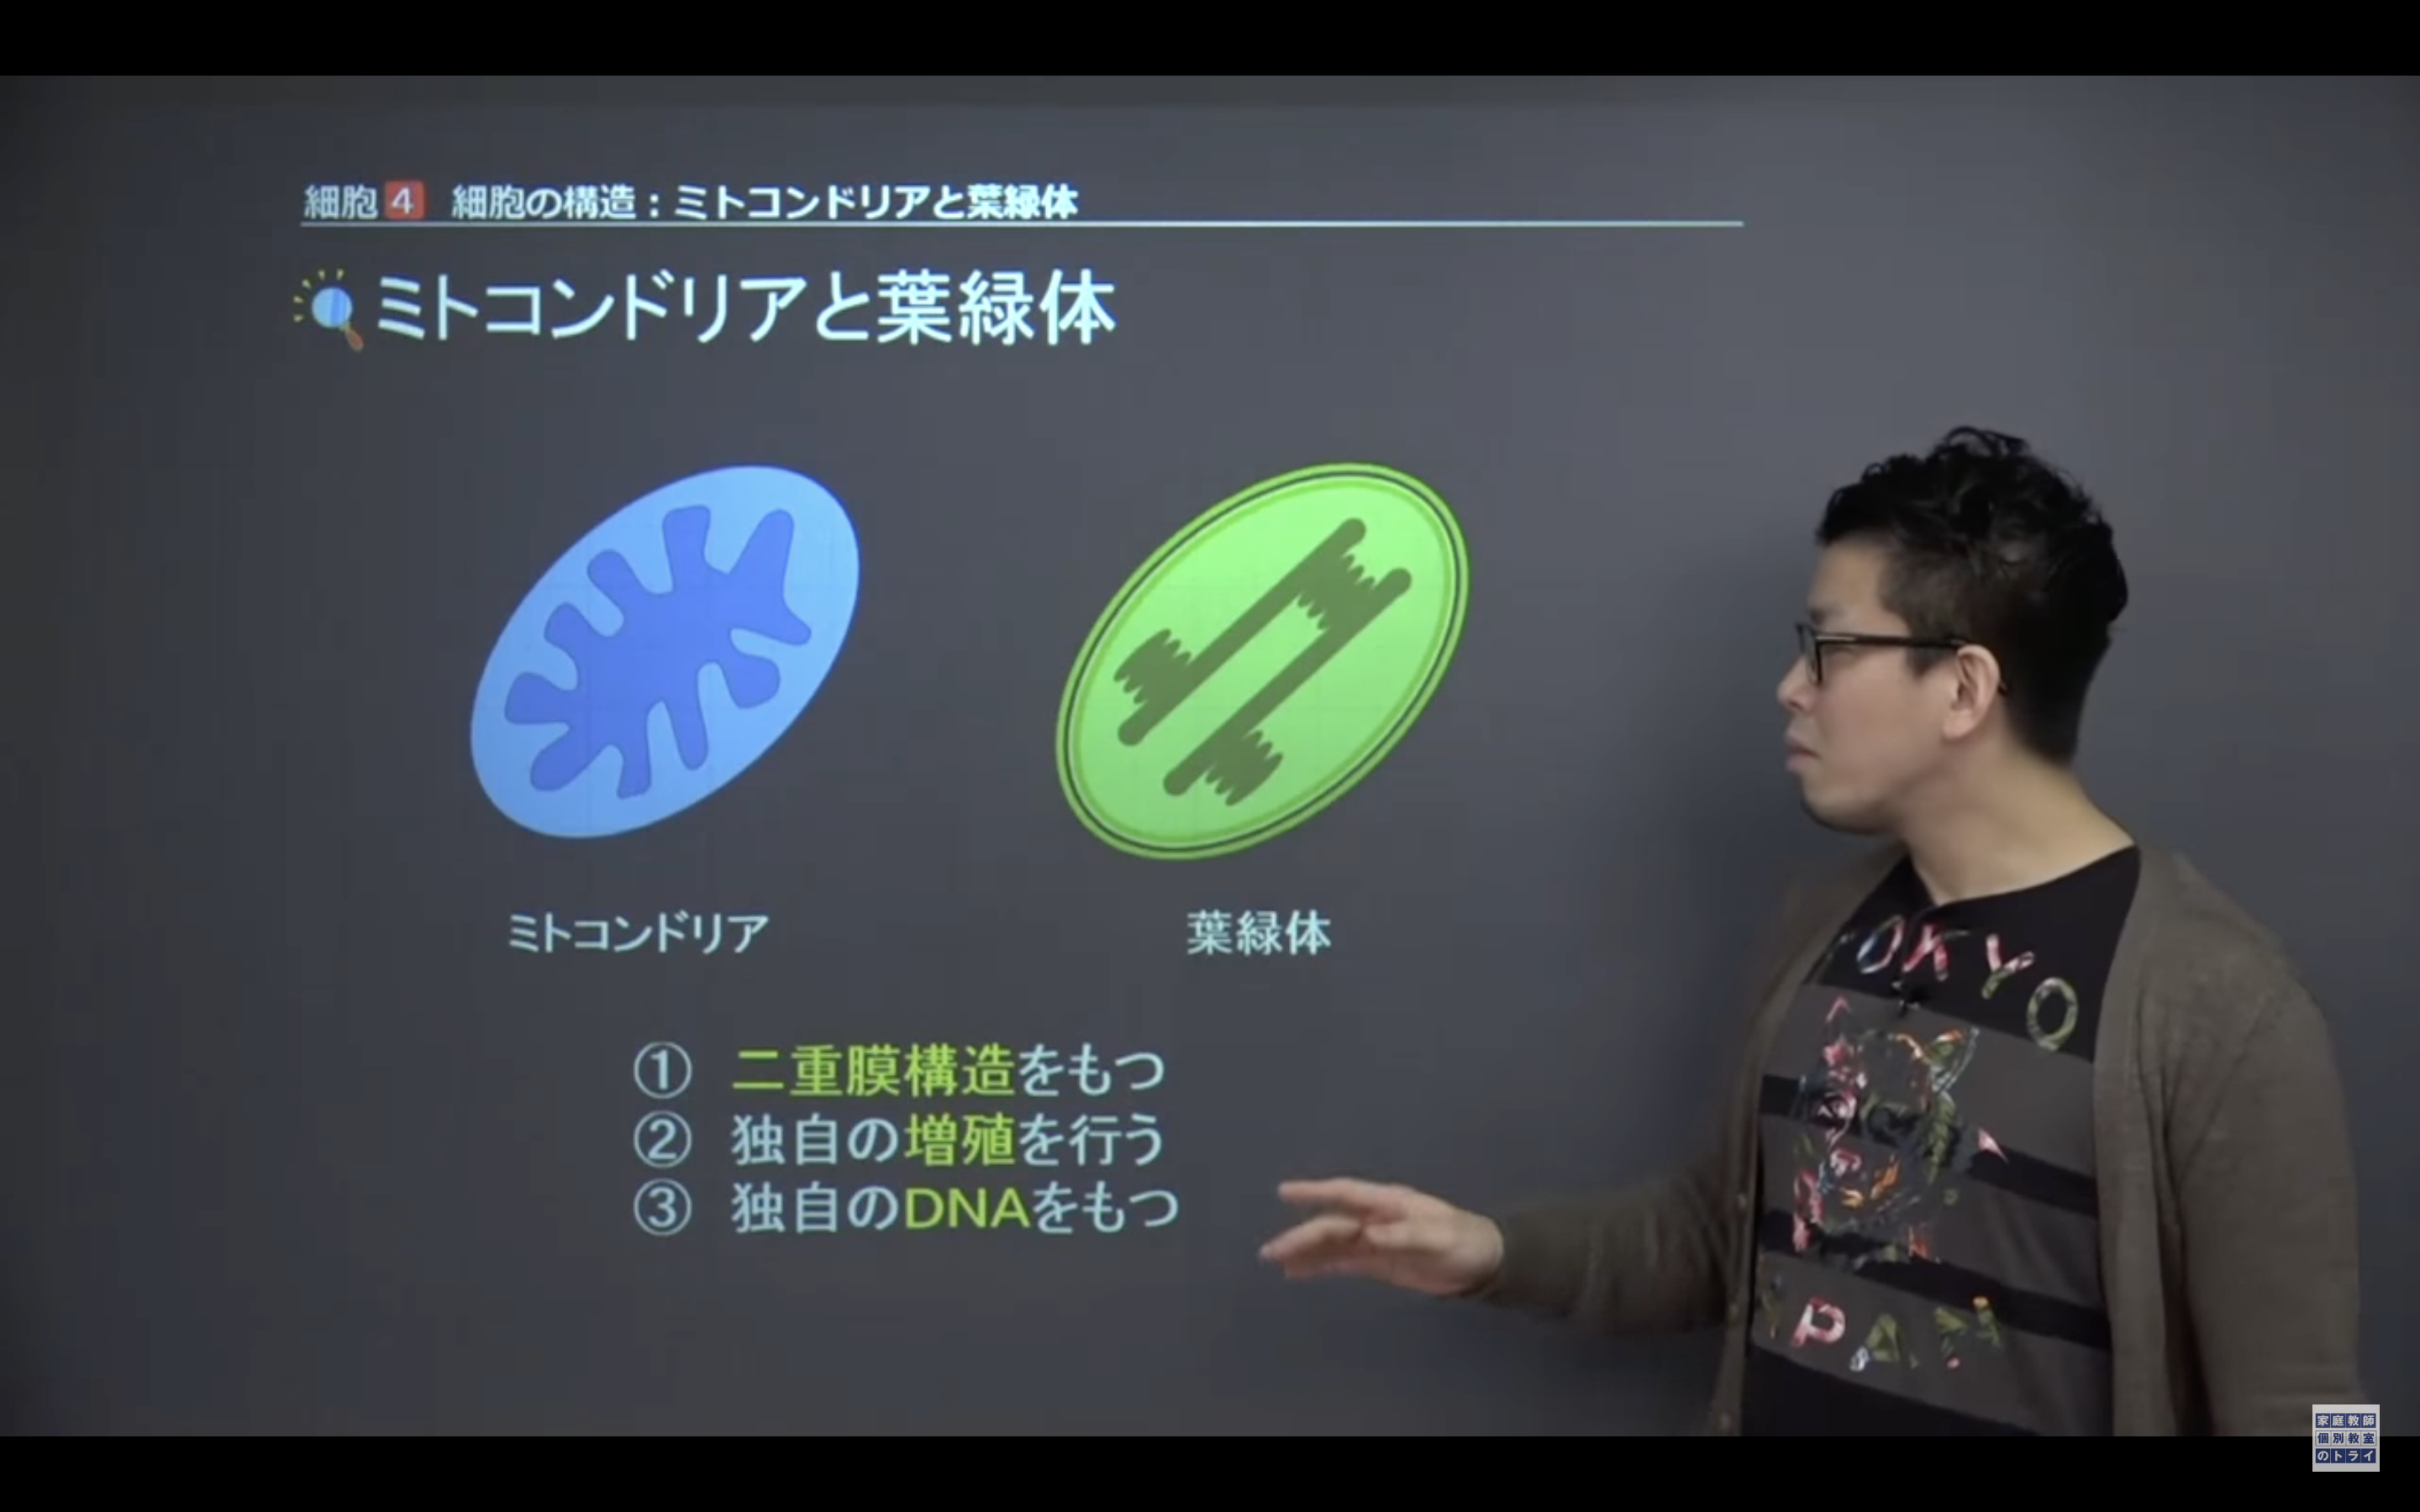 細胞 4 細胞の構造：ミトコンドリアと葉緑体
ミトコンドリアと葉緑体
ミトコンドリア
葉緑体
① 二重膜構造をもつ
② 独自の増殖を行う
③ 独自のDNAをもつ
TOKYO
PAN
家庭教師
個別教室
のトライ